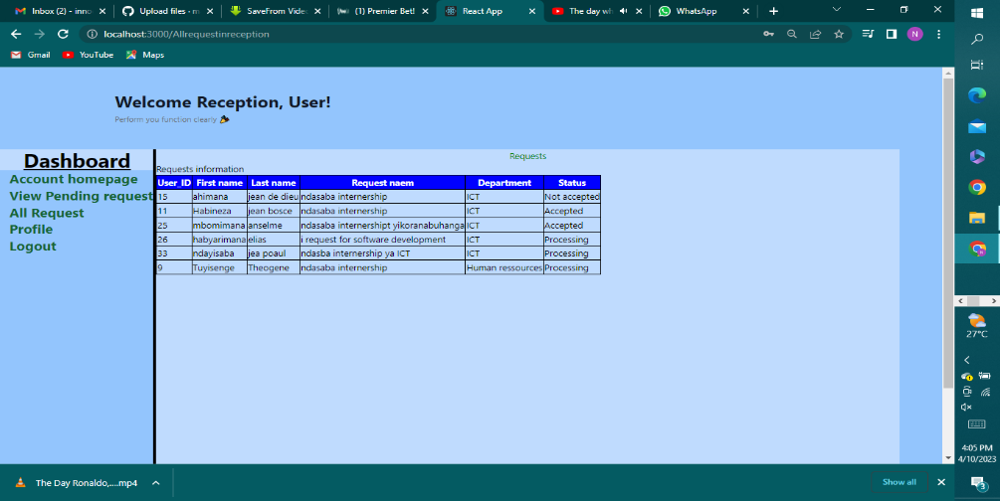 Inbox (2) - inno
Upload files · m
SaveFrom Vide
(1) Premier Bet!
React App
The day wh
WhatsApp
localhost:3000/Allrequestinreception
Gmail YouTube Maps
Welcome Reception, User!
Perform you function clearly
Dashboard
Account homepage
View Pending request
All Request
Profile
Logout
Requests
Requests information
User_ID First name Last name Request naem Department Status
15 ahimana jean de dieu ndasaba internership ICT Not accepted
11 Habineza jean bosce ndasaba internership ICT Accepted
25 mbomimana anselme ndasaba internershipt yikoranabuhanga ICT Accepted
26 habyarimana elias i request for software development ICT Processing
33 ndayisaba jea poaul ndasba internership ya ICT ICT Processing
9 Tuyisenge Theogene ndasaba internership Human ressources Processing
N
27°C
4:05 PM
4/10/2023
3
The Day Ronaldo,....mp4
Show all